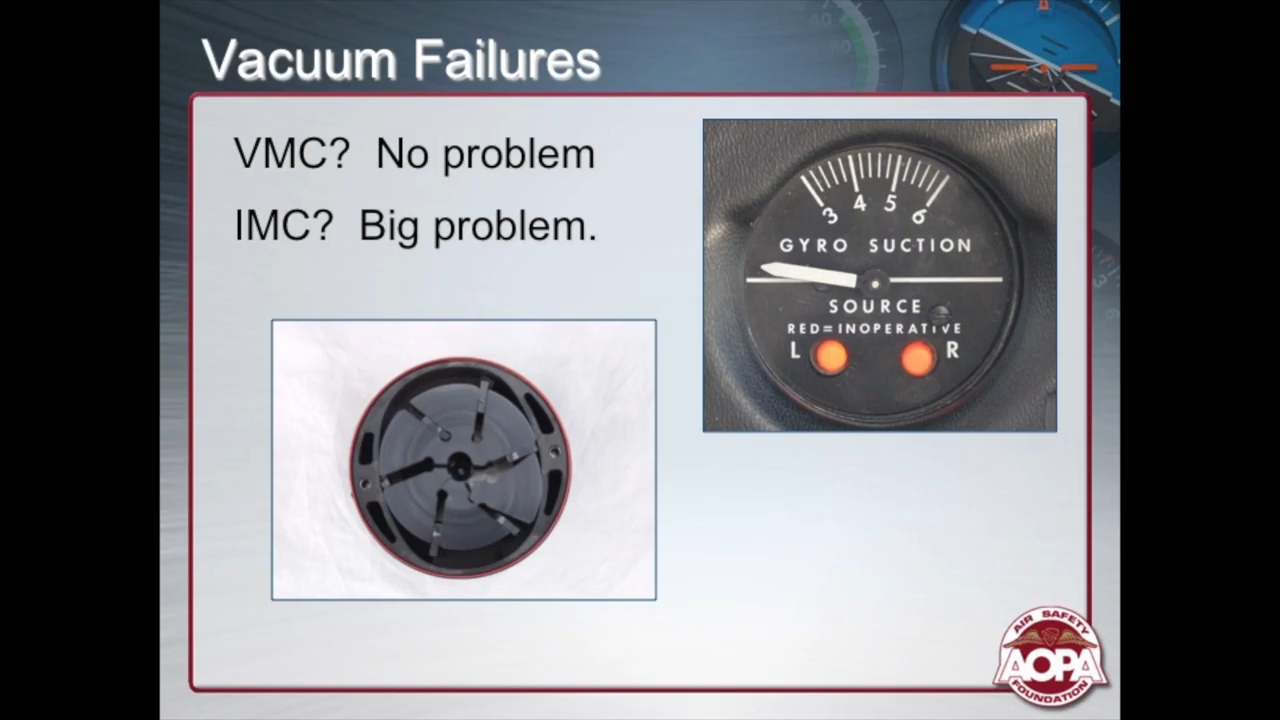 Vacuum Failures
VMC? No problem
IMC? Big problem.
3 4 5 6
GYRO SUCTION
SOURCE
RED=INOPERATIVE
L R
AIR SAFETY
AOPA
FOUNDATION